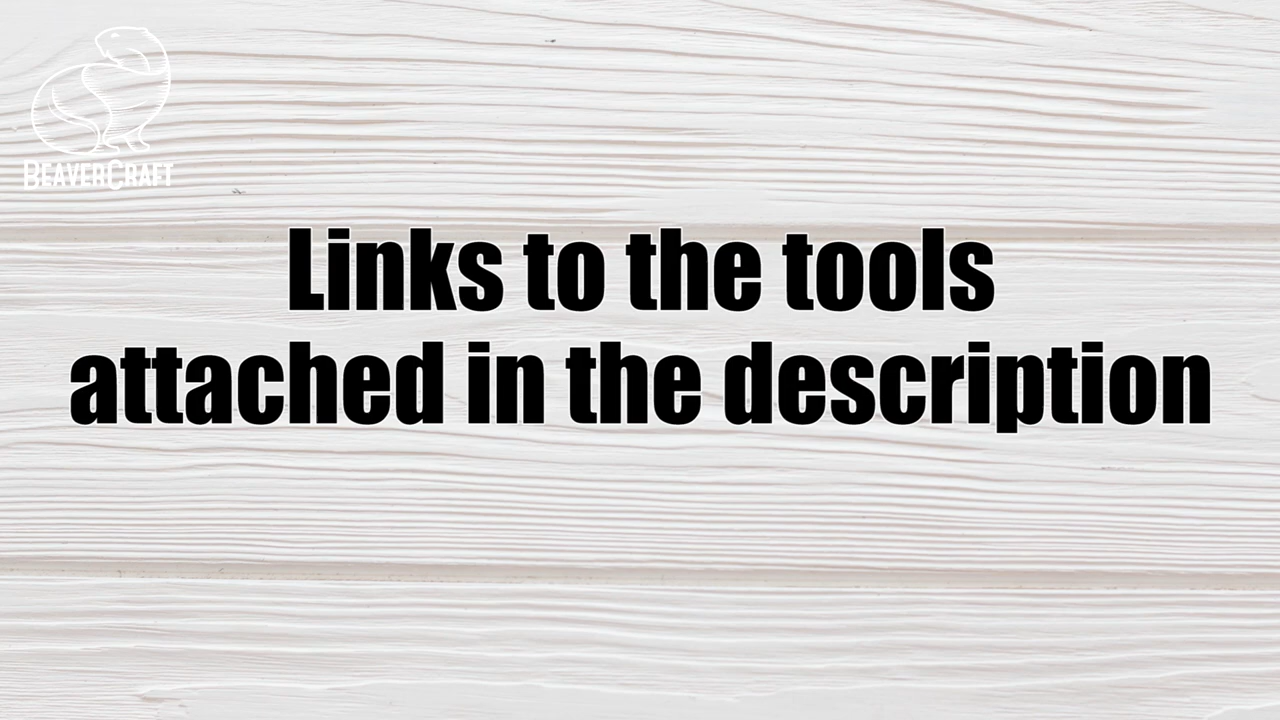 BEAVERCRAFT
Links to the tools
attached in the description